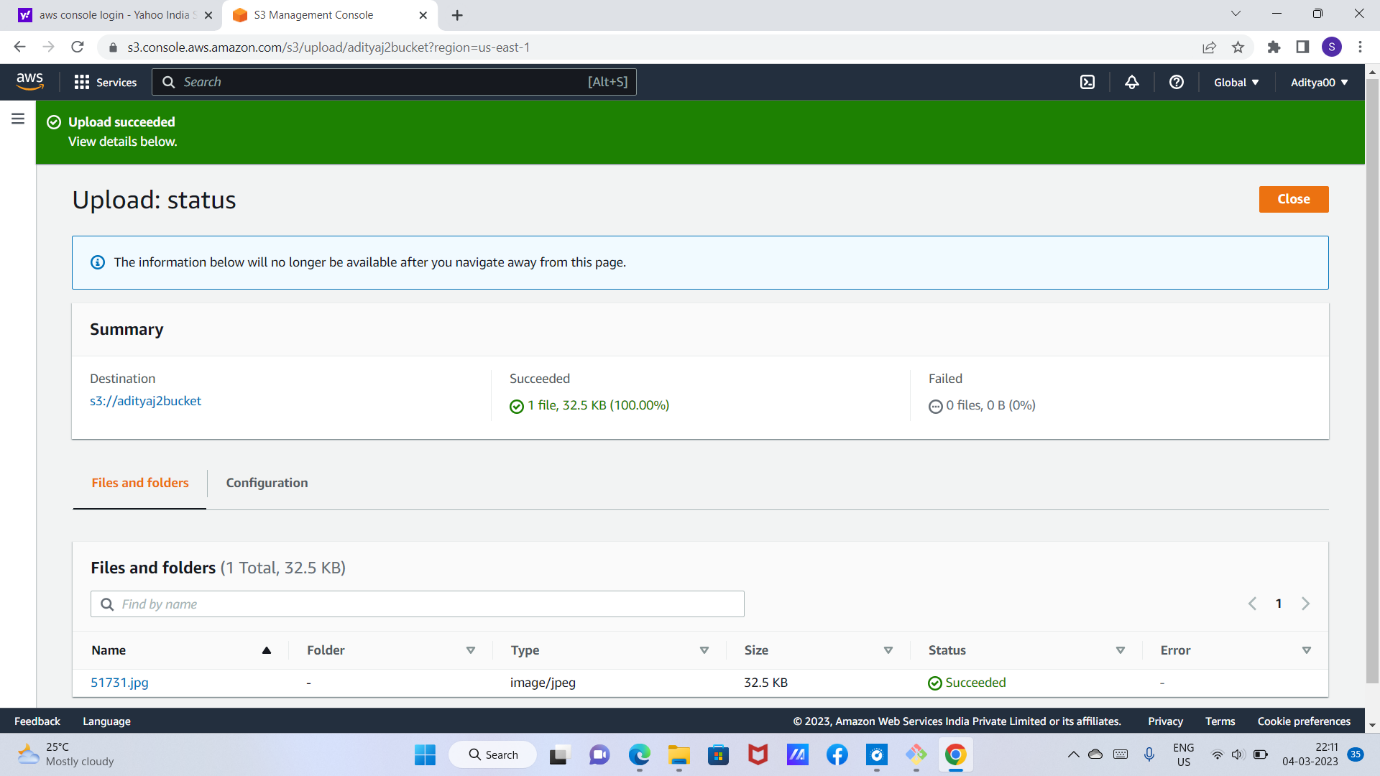 aws console login - Yahoo India S
S3 Management Console
s3.console.aws.amazon.com/s3/upload/adityaj2bucket?region=us-east-1
S
aws
Services
Search
[Alt+S]
Global
Aditya00
Upload succeeded
View details below.
Upload: status
Close
The information below will no longer be available after you navigate away from this page.
Summary
Destination
Succeeded
Failed
s3://adityaj2bucket
1 file, 32.5 KB (100.00%)
0 files, 0 B (0%)
Files and folders
Configuration
Files and folders (1 Total, 32.5 KB)
Find by name
1
Name
Folder
Type
Size
Status
Error
51731.jpg
-
image/jpeg
32.5 KB
Succeeded
-
Feedback
Language
© 2023, Amazon Web Services India Private Limited or its affiliates.
Privacy
Terms
Cookie preferences
25°C
Mostly cloudy
Search
ENG
US
22:11
04-03-2023
35